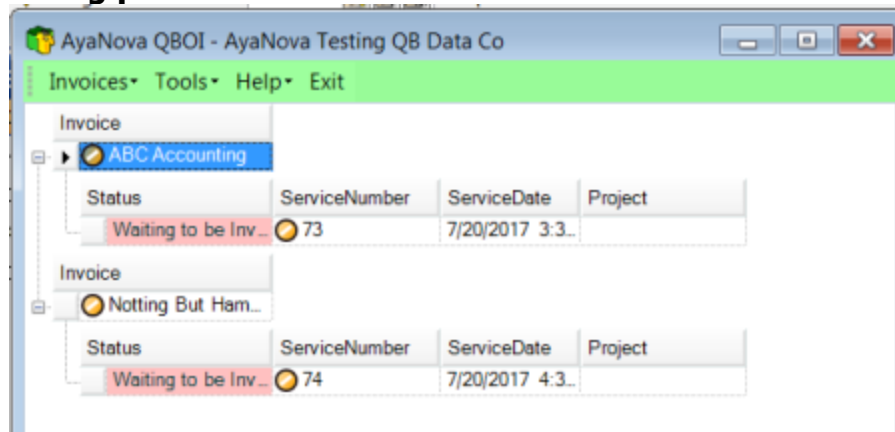 AyaNova QBOI - AyaNova Testing QB Data Co
Invoices Tools Help Exit
Invoice
ABC Accounting
Status ServiceNumber ServiceDate Project
Waiting to be Inv... 73 7/20/2017 3:3...
Invoice
Notting But Ham...
Status ServiceNumber ServiceDate Project
Waiting to be Inv... 74 7/20/2017 4:3...